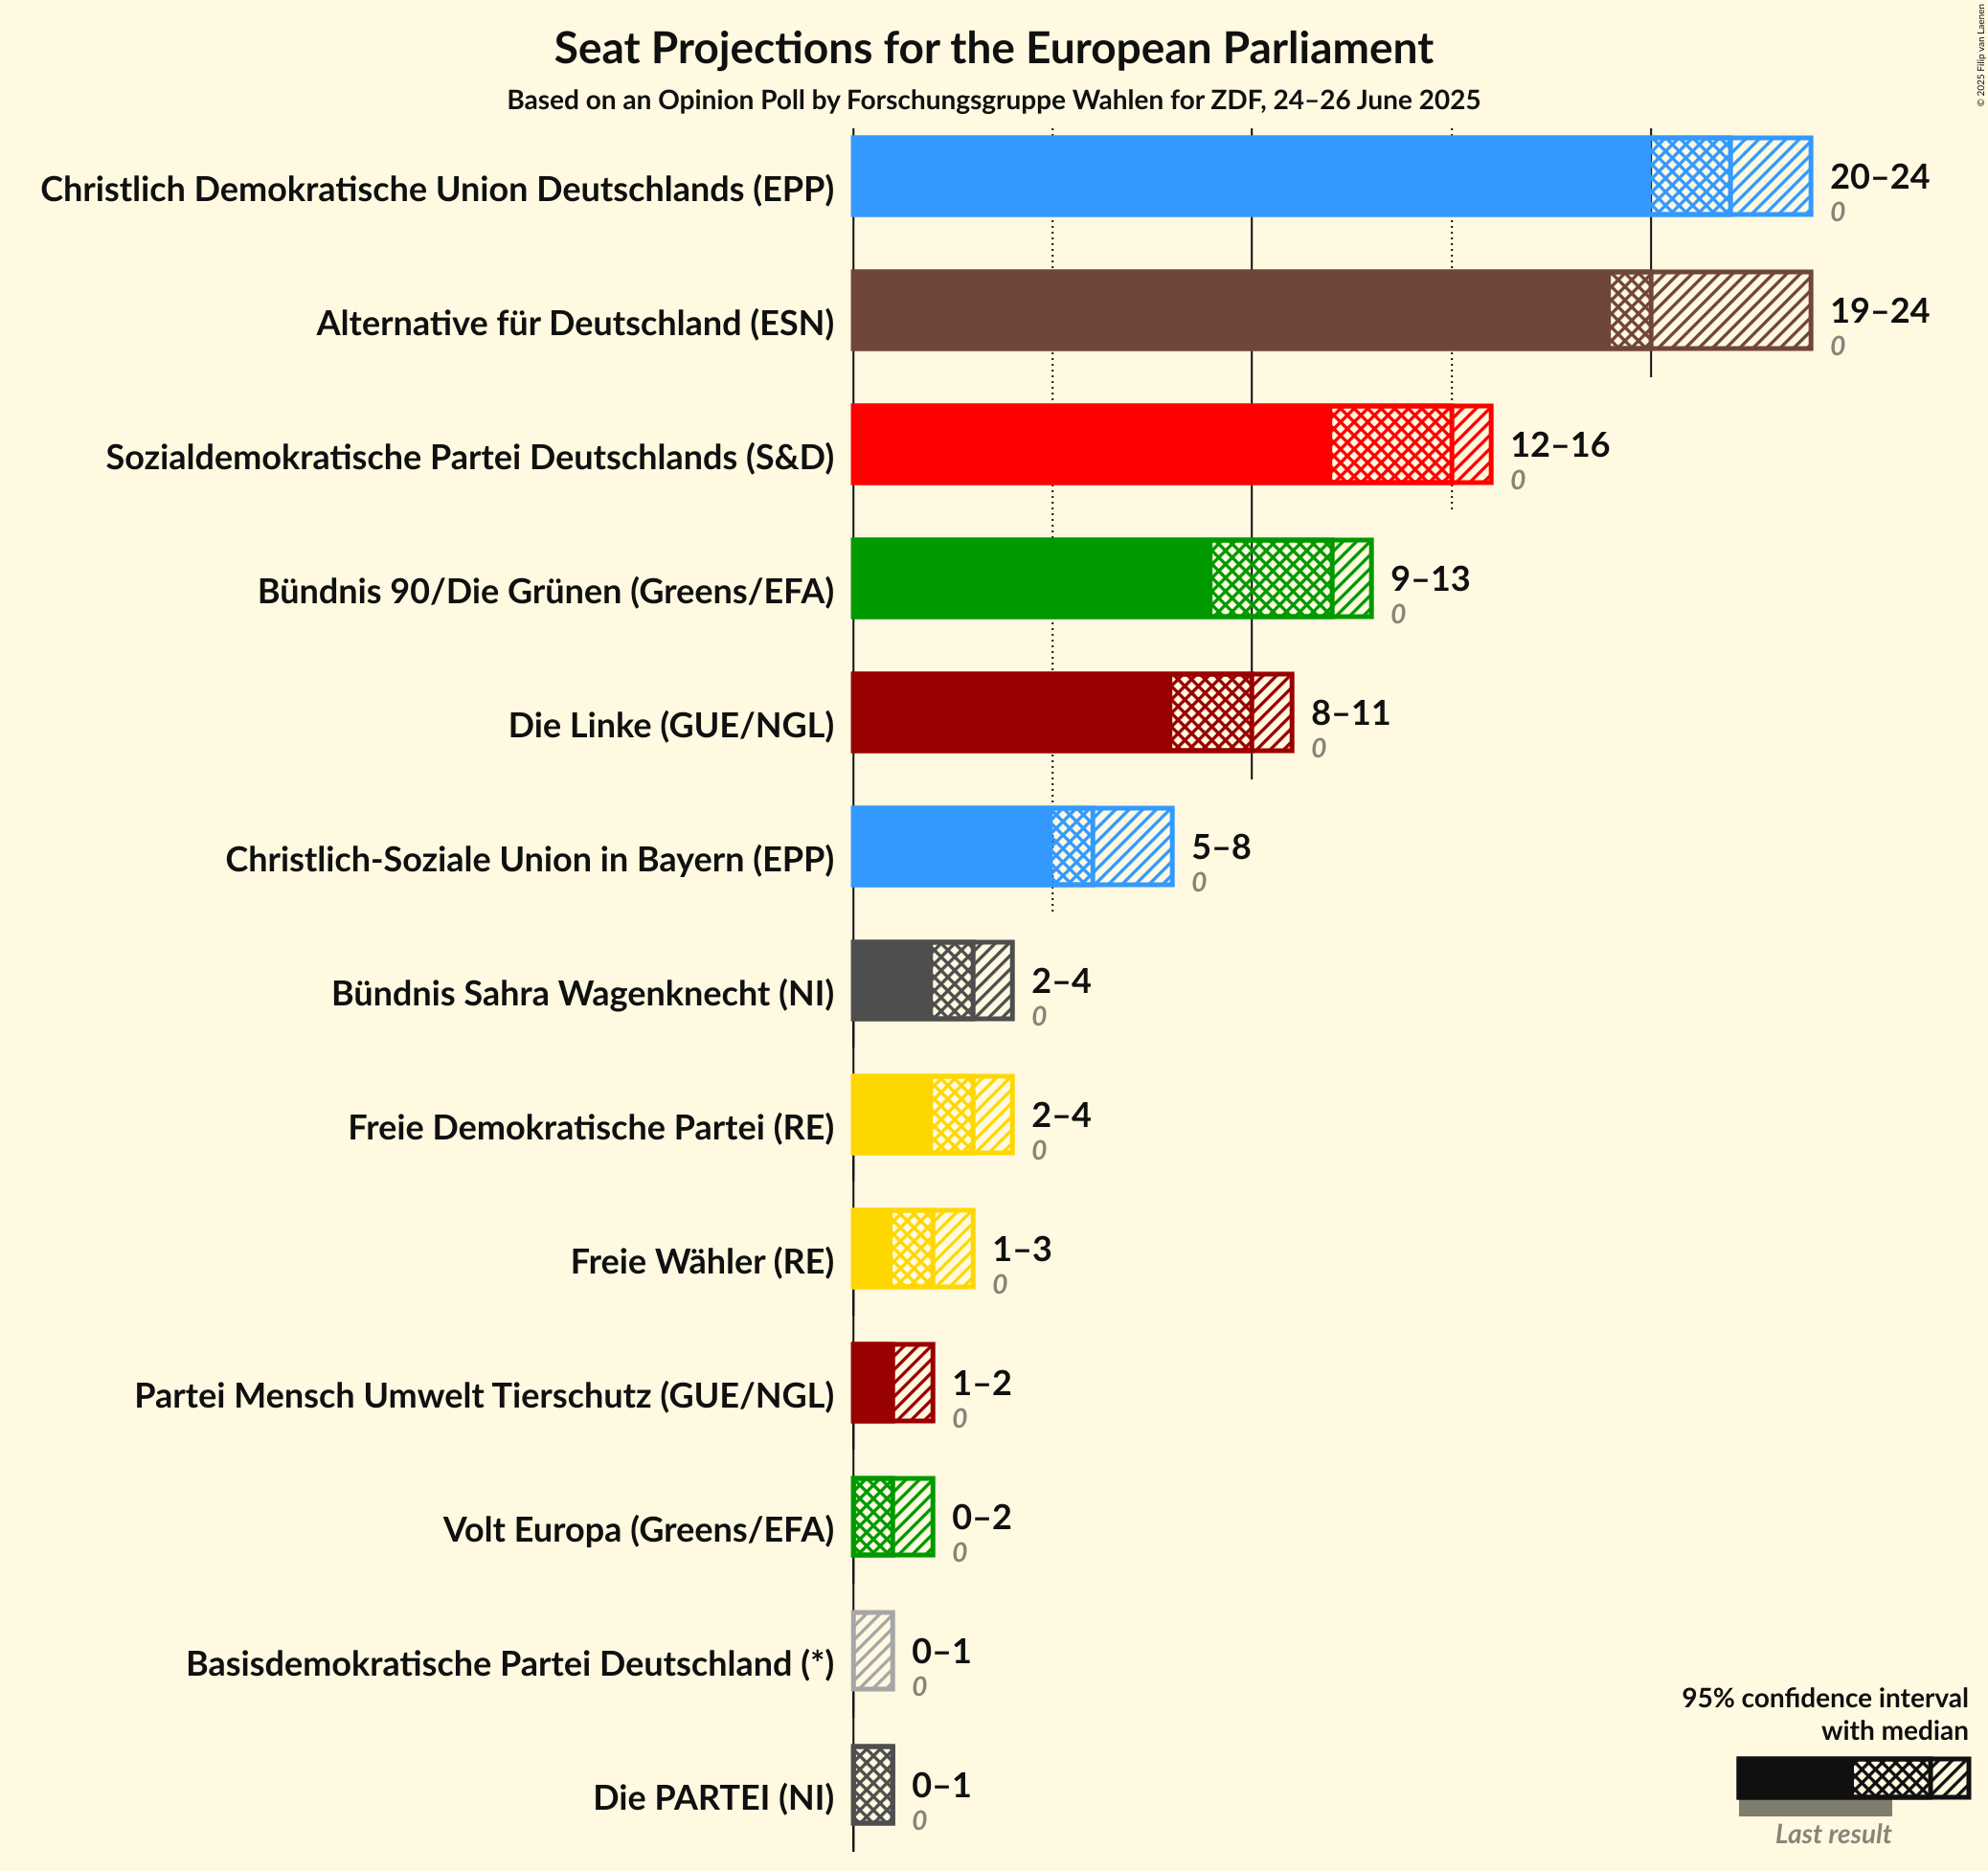 Seat Projections for the European Parliament
Based on an Opinion Poll by Forschungsgruppe Wahlen for ZDF, 24–26 June 2025
© 2025 Filip van Laenen
Christlich Demokratische Union Deutschlands (EPP)
20–24
0
Alternative für Deutschland (ESN)
19–24
0
Sozialdemokratische Partei Deutschlands (S&D)
12–16
0
Bündnis 90/Die Grünen (Greens/EFA)
9–13
0
Die Linke (GUE/NGL)
8–11
0
Christlich-Soziale Union in Bayern (EPP)
5–8
0
Bündnis Sahra Wagenknecht (NI)
2–4
0
Freie Demokratische Partei (RE)
2–4
0
Freie Wähler (RE)
1–3
0
Partei Mensch Umwelt Tierschutz (GUE/NGL)
1–2
0
Volt Europa (Greens/EFA)
0–2
0
Basisdemokratische Partei Deutschland (*)
0–1
0
Die PARTEI (NI)
0–1
0
95% confidence interval
with median
Last result